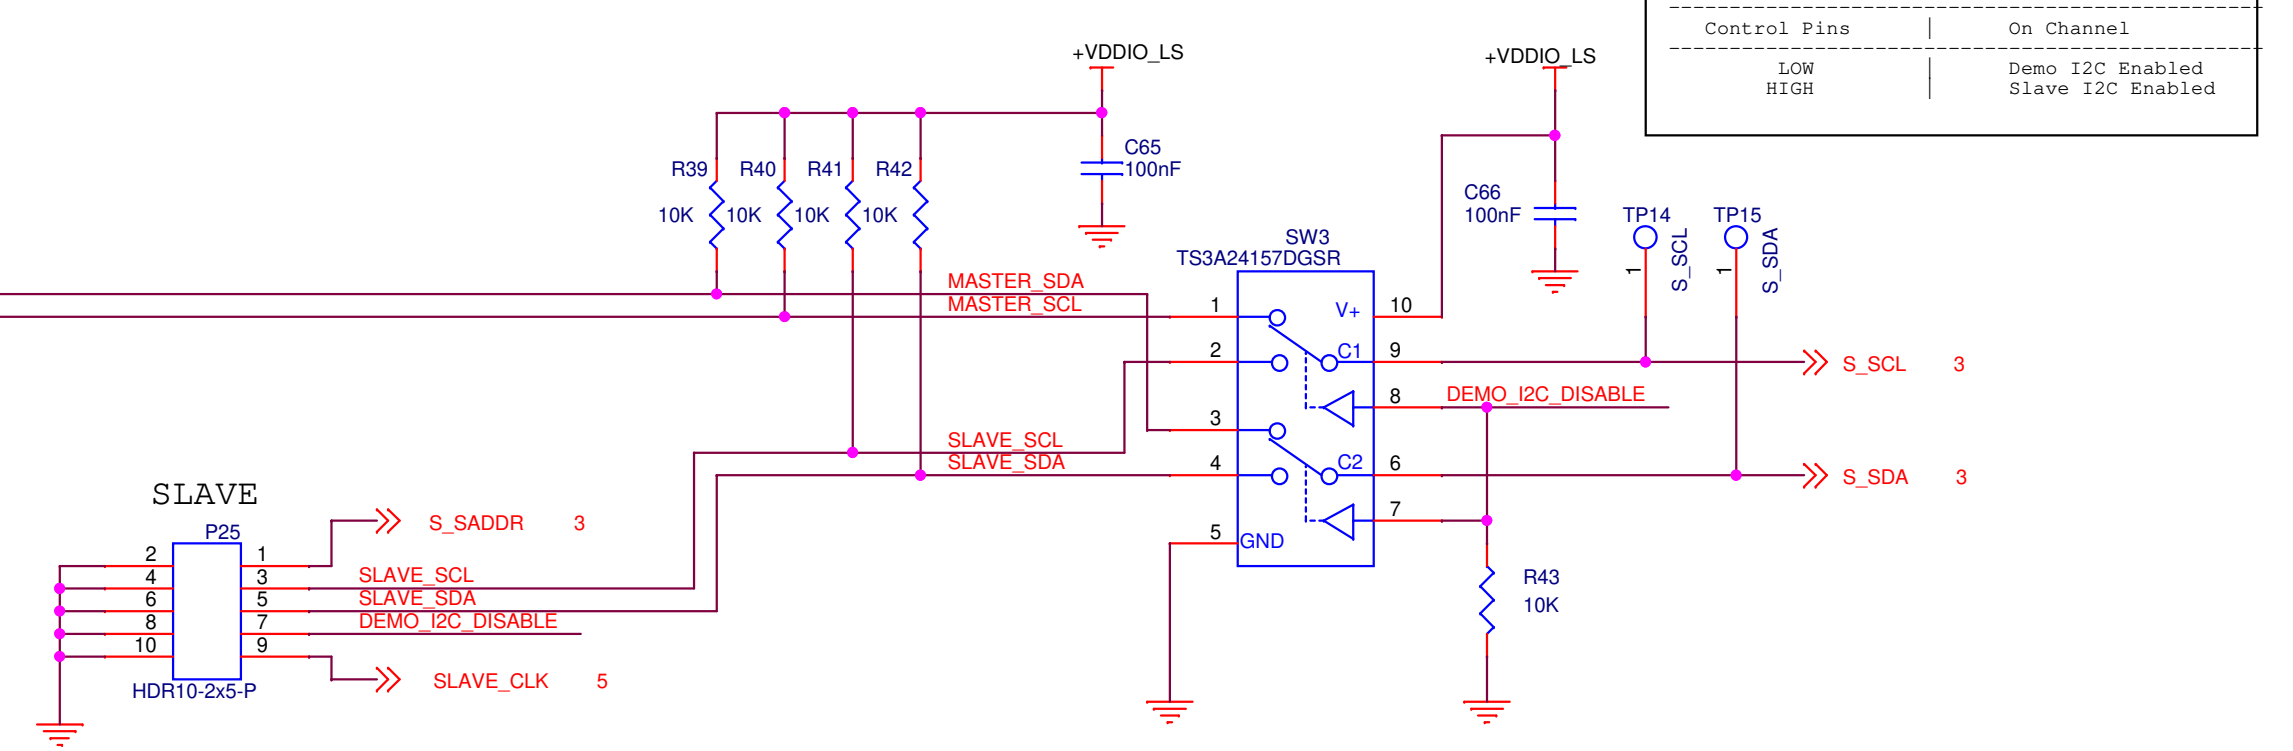 Control Pins | On Channel
LOW | Demo I2C Enabled
HIGH | Slave I2C Enabled
+VDDIO_LS
+VDDIO_LS
C65
100nF
R39 R40 R41 R42
10K 10K 10K 10K
C66
100nF
TP14 TP15
1 S_SCL 1 S_SDA
SW3
TS3A24157DGSR
MASTER_SDA
MASTER_SCL
1 V+ 10
2 C1 9
S_SCL 3
DEMO_I2C_DISABLE
8
3
SLAVE_SCL
SLAVE_SDA
4 C2 6
S_SDA 3
7
5 GND
R43
10K
SLAVE
P25
S_SADDR 3
2 1
4 3 SLAVE_SCL
6 5 SLAVE_SDA
8 7 DEMO_I2C_DISABLE
10 9
SLAVE_CLK 5
HDR10-2x5-P